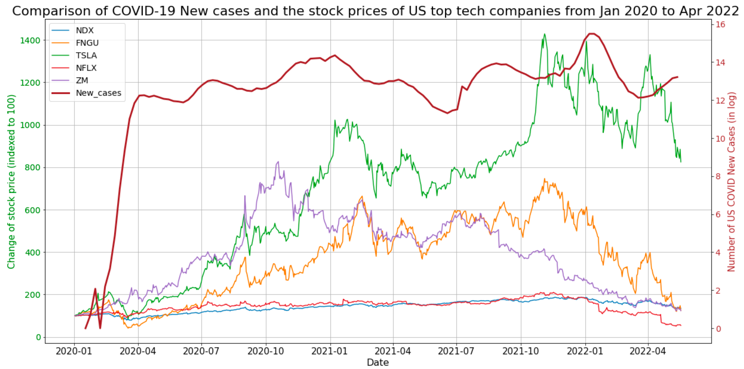 Comparison of COVID-19 New cases and the stock prices of US top tech companies from Jan 2020 to Apr 2022
NDX
FNGU
TSLA
NFLX
ZM
New_cases
Change of stock price (indexed to 100)
1400
1200
1000
800
600
400
200
0
16
14
12
10
8
6
4
2
0
Number of US COVID New Cases (in log)
2020-01 2020-04 2020-07 2020-10 2021-01 2021-04 2021-07 2021-10 2022-01 2022-04
Date